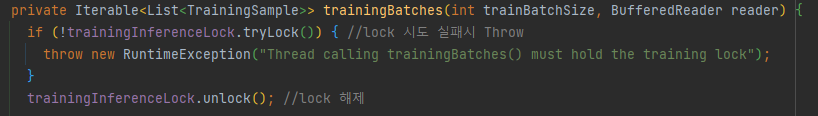 private Iterable<List<TrainingSample>> trainingBatches(int trainBatchSize, BufferedReader reader) {
if (!trainingInferenceLock.tryLock()) { //lock 시도 실패시 Throw
throw new RuntimeException("Thread calling trainingBatches() must hold the training lock");
}
trainingInferenceLock.unlock(); //lock 해제